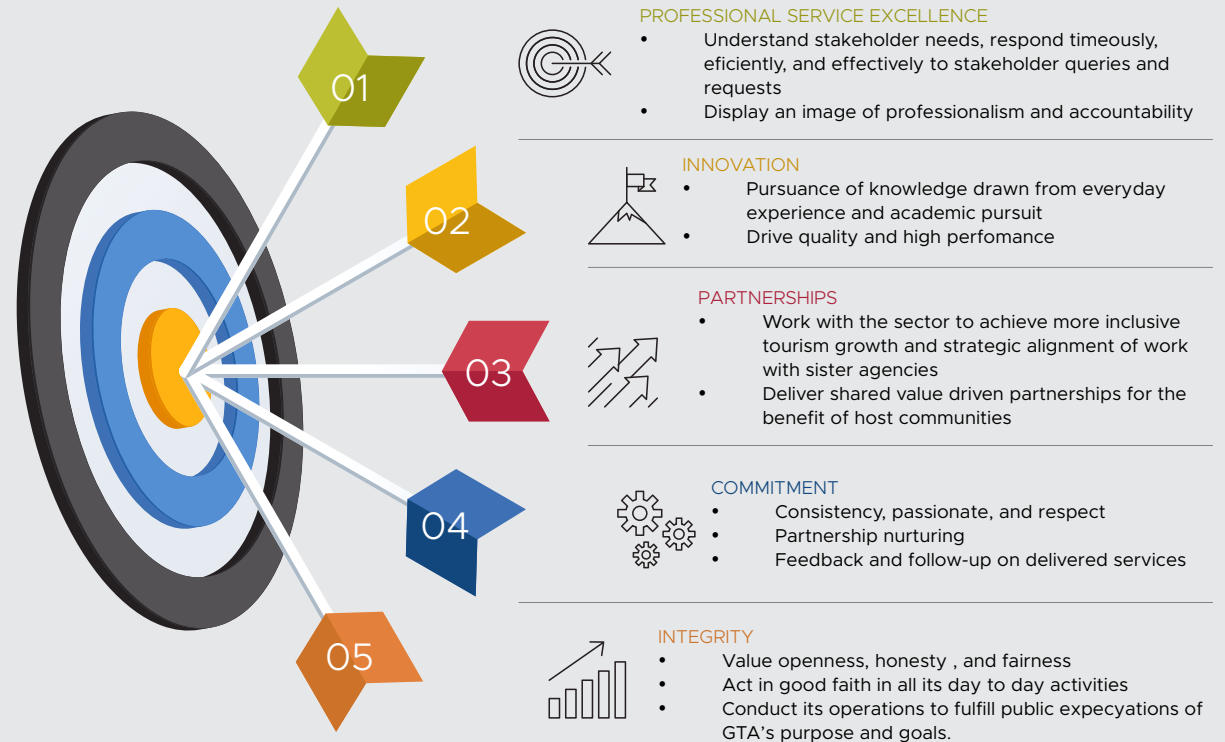 01
PROFESSIONAL SERVICE EXCELLENCE
• Understand stakeholder needs, respond timeously,
eficiently, and effectively to stakeholder queries and
requests
• Display an image of professionalism and accountability
02
INNOVATION
• Pursuance of knowledge drawn from everyday
experience and academic pursuit
• Drive quality and high perfomance
03
PARTNERSHIPS
• Work with the sector to achieve more inclusive
tourism growth and strategic alignment of work
with sister agencies
• Deliver shared value driven partnerships for the
benefit of host communities
04
COMMITMENT
• Consistency, passionate, and respect
• Partnership nurturing
• Feedback and follow-up on delivered services
05
INTEGRITY
• Value openness, honesty , and fairness
• Act in good faith in all its day to day activities
• Conduct its operations to fulfill public expecyations of
GTA's purpose and goals.